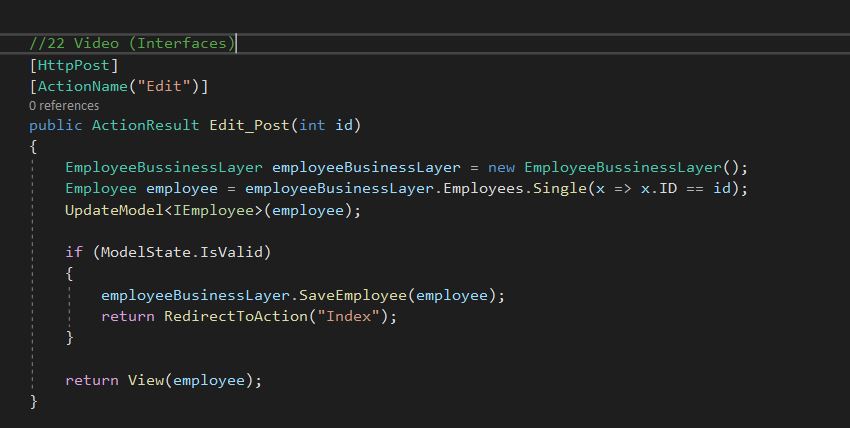 //22 Video (Interfaces)
[HttpPost]
[ActionName("Edit")]
0 references
public ActionResult Edit_Post(int id)
{
EmployeeBussinessLayer employeeBusinessLayer = new EmployeeBussinessLayer();
Employee employee = employeeBusinessLayer.Employees.Single(x => x.ID == id);
UpdateModel<IEmployee>(employee);
if (ModelState.IsValid)
{
employeeBusinessLayer.SaveEmployee(employee);
return RedirectToAction("Index");
}
return View(employee);
}